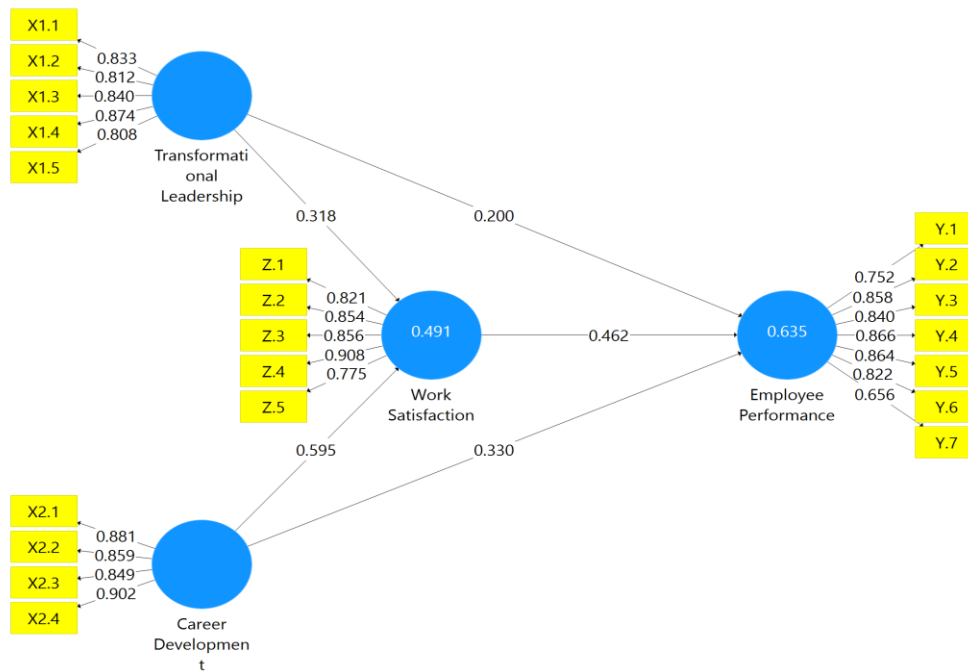 X1.1
X1.2
X1.3
X1.4
X1.5
0.833
0.812
0.840
0.874
0.808
Transformati
onal
Leadership
0.318
0.200
Z.1
Z.2
Z.3
Z.4
Z.5
0.821
0.854
0.856
0.908
0.775
0.491
Work
Satisfaction
0.462
0.635
Employee
Performance
0.752
0.858
0.840
0.866
0.864
0.822
0.656
Y.1
Y.2
Y.3
Y.4
Y.5
Y.6
Y.7
0.595
0.330
X2.1
X2.2
X2.3
X2.4
0.881
0.859
0.849
0.902
Career
Developmen
t